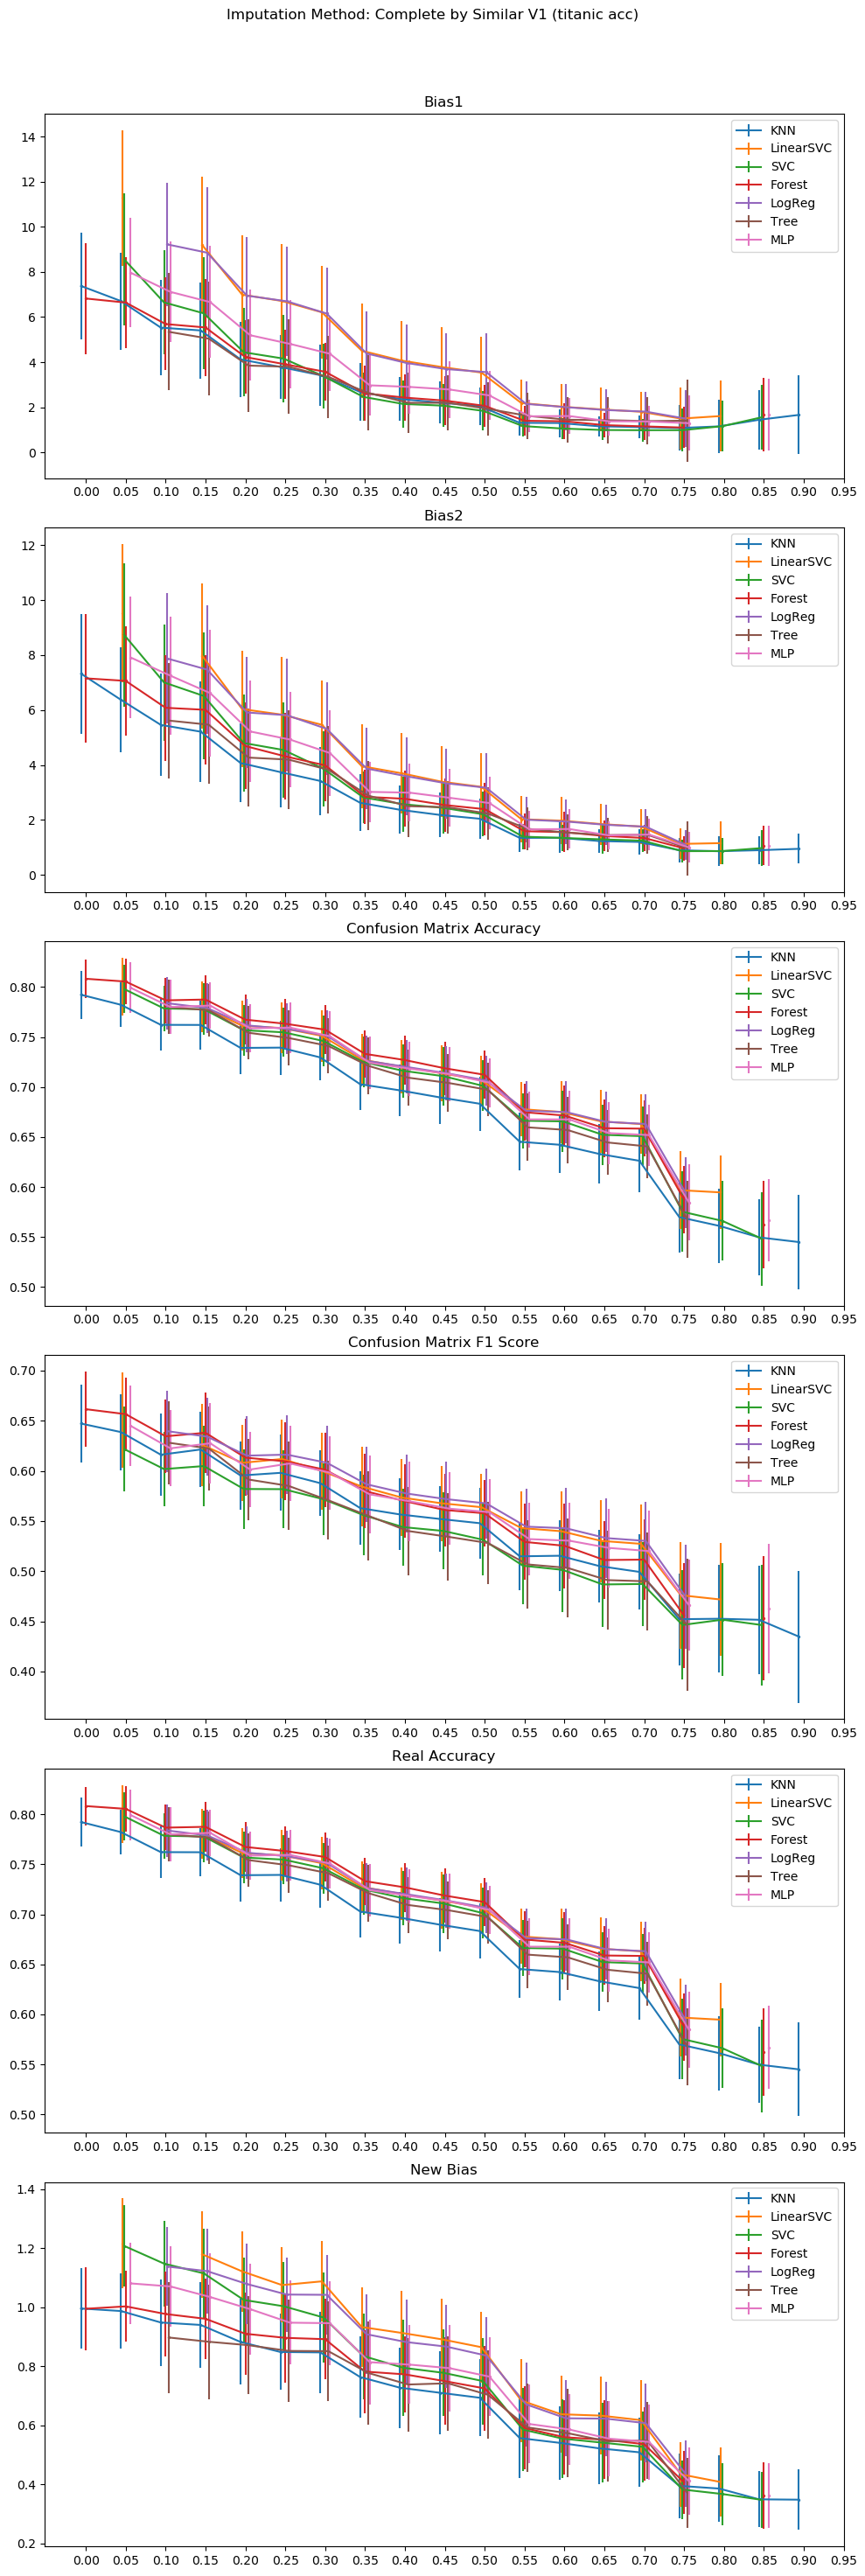 Imputation Method: Complete by Similar V1 (titanic acc)
Bias1
14
12
10
8
6
4
2
0
KNN
LinearSVC
SVC
Forest
LogReg
Tree
MLP
0.00 0.05 0.10 0.15 0.20 0.25 0.30 0.35 0.40 0.45 0.50 0.55 0.60 0.65 0.70 0.75 0.80 0.85 0.90 0.95
Bias2
12
10
8
6
4
2
0
KNN
LinearSVC
SVC
Forest
LogReg
Tree
MLP
0.00 0.05 0.10 0.15 0.20 0.25 0.30 0.35 0.40 0.45 0.50 0.55 0.60 0.65 0.70 0.75 0.80 0.85 0.90 0.95
Confusion Matrix Accuracy
0.80
0.75
0.70
0.65
0.60
0.55
0.50
KNN
LinearSVC
SVC
Forest
LogReg
Tree
MLP
0.00 0.05 0.10 0.15 0.20 0.25 0.30 0.35 0.40 0.45 0.50 0.55 0.60 0.65 0.70 0.75 0.80 0.85 0.90 0.95
Confusion Matrix F1 Score
0.70
0.65
0.60
0.55
0.50
0.45
0.40
KNN
LinearSVC
SVC
Forest
LogReg
Tree
MLP
0.00 0.05 0.10 0.15 0.20 0.25 0.30 0.35 0.40 0.45 0.50 0.55 0.60 0.65 0.70 0.75 0.80 0.85 0.90 0.95
Real Accuracy
0.80
0.75
0.70
0.65
0.60
0.55
0.50
KNN
LinearSVC
SVC
Forest
LogReg
Tree
MLP
0.00 0.05 0.10 0.15 0.20 0.25 0.30 0.35 0.40 0.45 0.50 0.55 0.60 0.65 0.70 0.75 0.80 0.85 0.90 0.95
New Bias
1.4
1.2
1.0
0.8
0.6
0.4
0.2
KNN
LinearSVC
SVC
Forest
LogReg
Tree
MLP
0.00 0.05 0.10 0.15 0.20 0.25 0.30 0.35 0.40 0.45 0.50 0.55 0.60 0.65 0.70 0.75 0.80 0.85 0.90 0.95